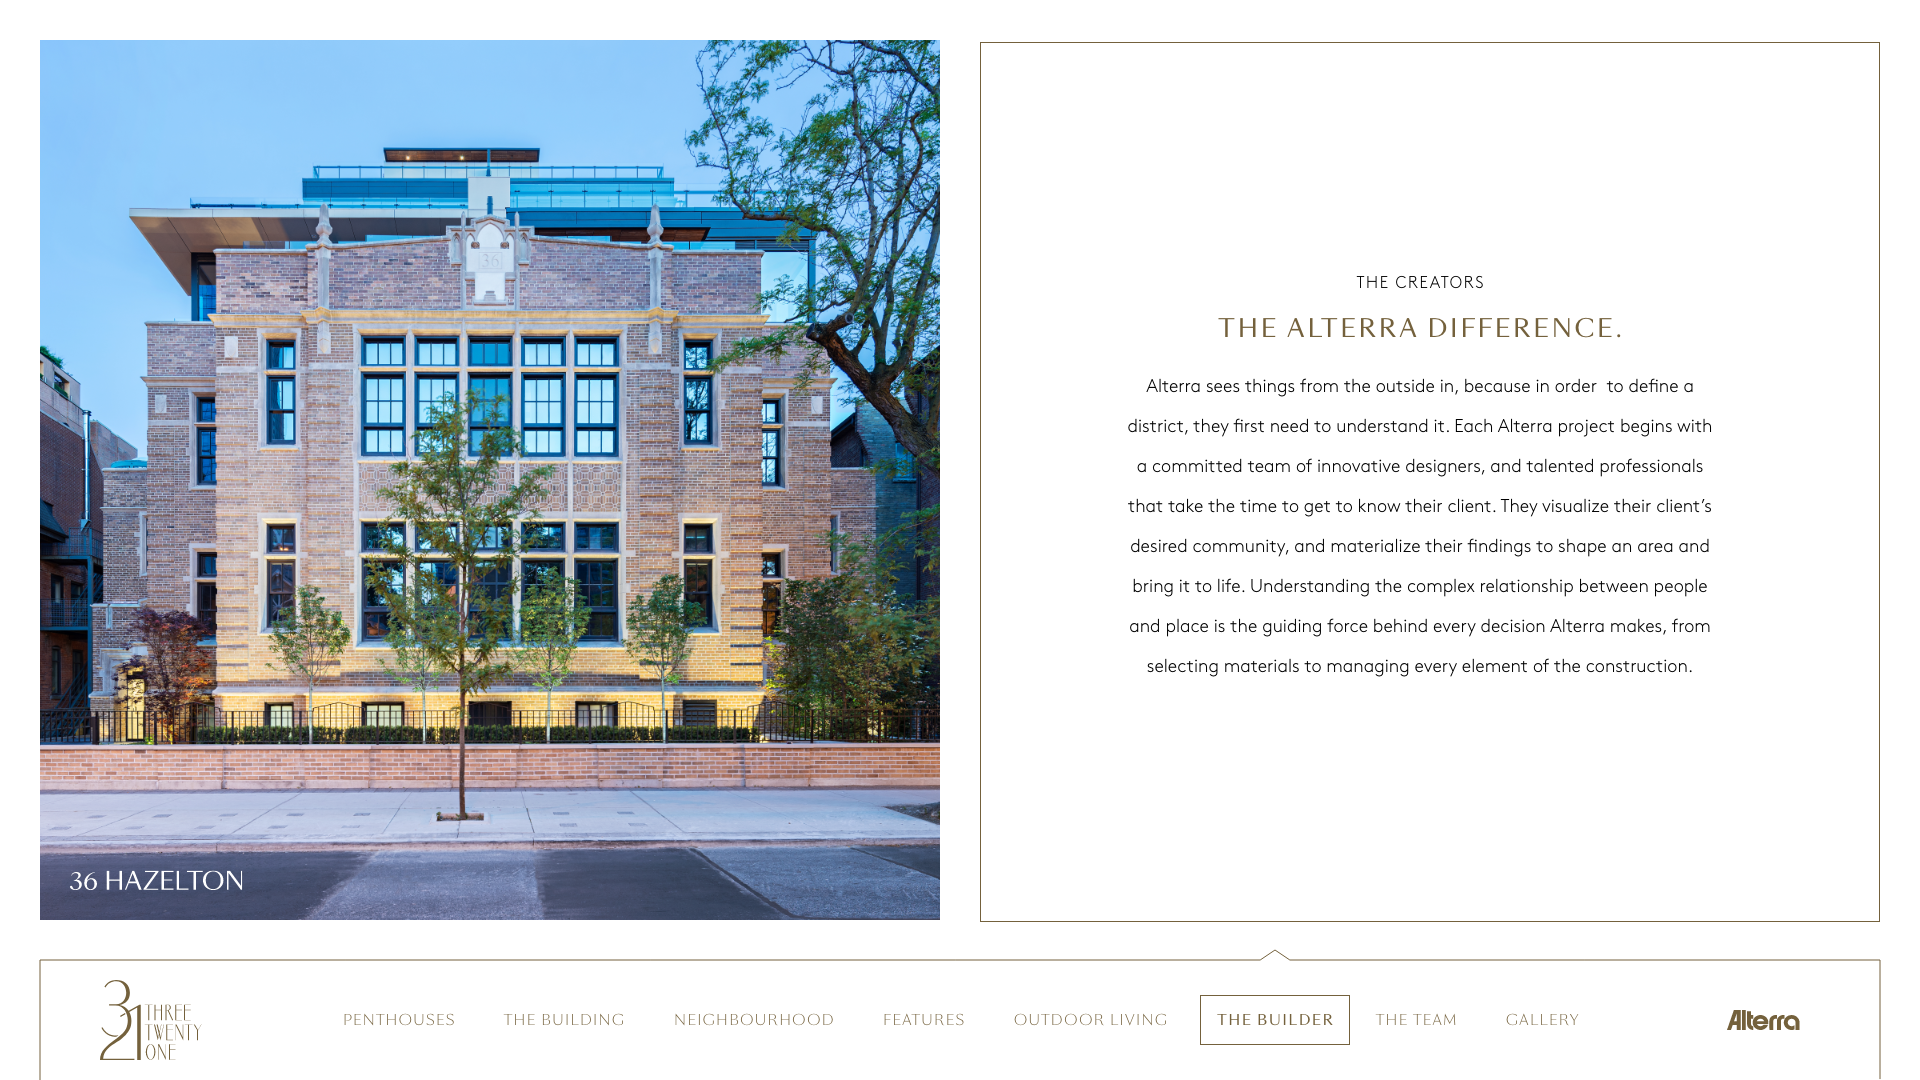 36
36 HAZELTON
THE CREATORS
THE ALTERRA DIFFERENCE.
Alterra sees things from the outside in, because in order  to define a
district, they first need to understand it. Each Alterra project begins with
a committed team of innovative designers, and talented professionals
that take the time to get to know their client. They visualize their client’s
desired community, and materialize their findings to shape an area and
bring it to life. Understanding the complex relationship between people
and place is the guiding force behind every decision Alterra makes, from
selecting materials to managing every element of the construction.
321 THREE
TWENTY
ONE
PENTHOUSES
THE BUILDING
NEIGHBOURHOOD
FEATURES
OUTDOOR LIVING
THE BUILDER
THE TEAM
GALLERY
Alterra